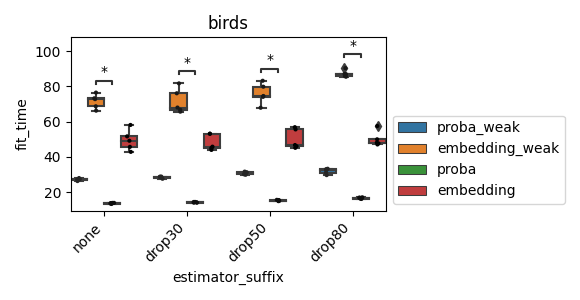 birds
fit_time
100
80
60
40
20
*
*
*
*
none
drop30
drop50
drop80
estimator_suffix
proba_weak
embedding_weak
proba
embedding